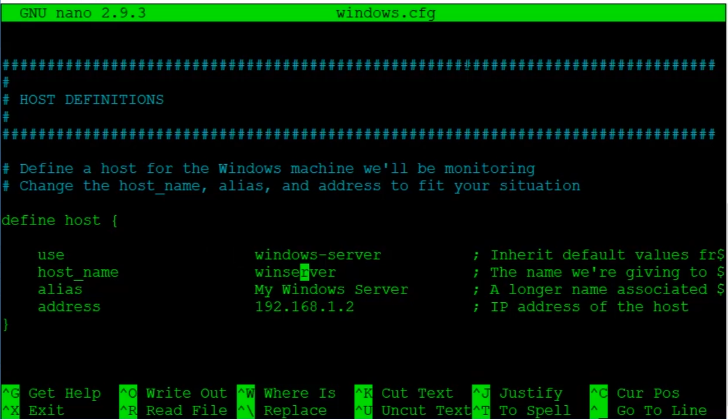 GNU nano 2.9.3 windows.cfg
###############################################################################
#
# HOST DEFINITIONS
#
###############################################################################
# Define a host for the Windows machine we'll be monitoring
# Change the host_name, alias, and address to fit your situation
define host {
use windows-server ; Inherit default values fr$
host_name winserver ; The name we're giving to $
alias My Windows Server ; A longer name associated $
address 192.168.1.2 ; IP address of the host
}
^G Get Help ^O Write Out ^W Where Is ^K Cut Text ^J Justify ^C Cur Pos
^X Exit ^R Read File ^\ Replace ^U Uncut Text ^T To Spell Go To Line